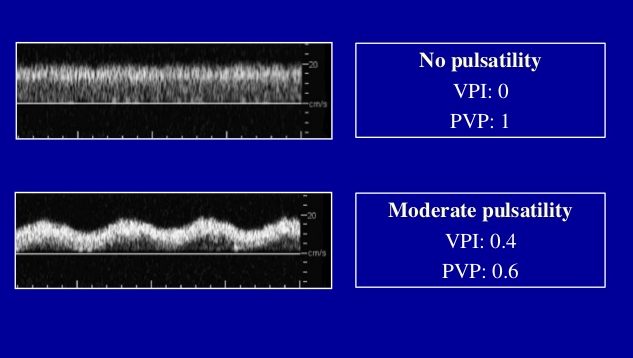 20
cm/s
No pulsatility
VPI: 0
PVP: 1
20
cm/s
Moderate pulsatility
VPI: 0.4
PVP: 0.6